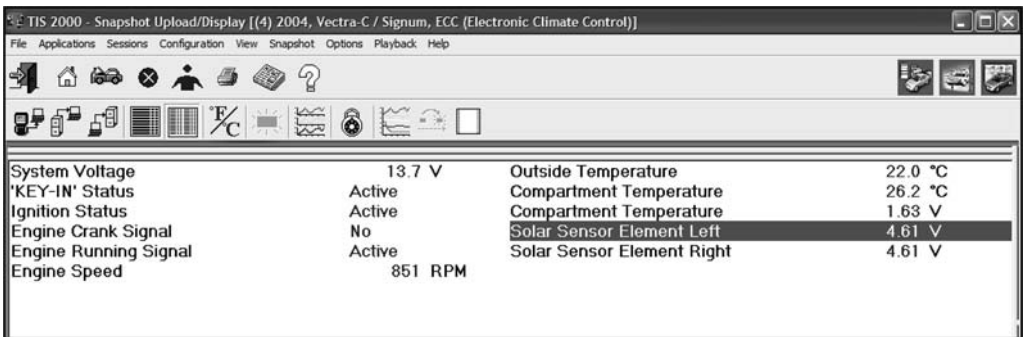 TIS 2000 - Snapshot Upload/Display [(4) 2004, Vectra-C / Signum, ECC (Electronic Climate Control)]
File Applications Sessions Configuration View Snapshot Options Playback Help
°F/C
System Voltage 13.7 V Outside Temperature 22.0 °C
'KEY-IN' Status Active Compartment Temperature 26.2 °C
Ignition Status Active Compartment Temperature 1.63 V
Engine Crank Signal No Solar Sensor Element Left 4.61 V
Engine Running Signal Active Solar Sensor Element Right 4.61 V
Engine Speed 851 RPM